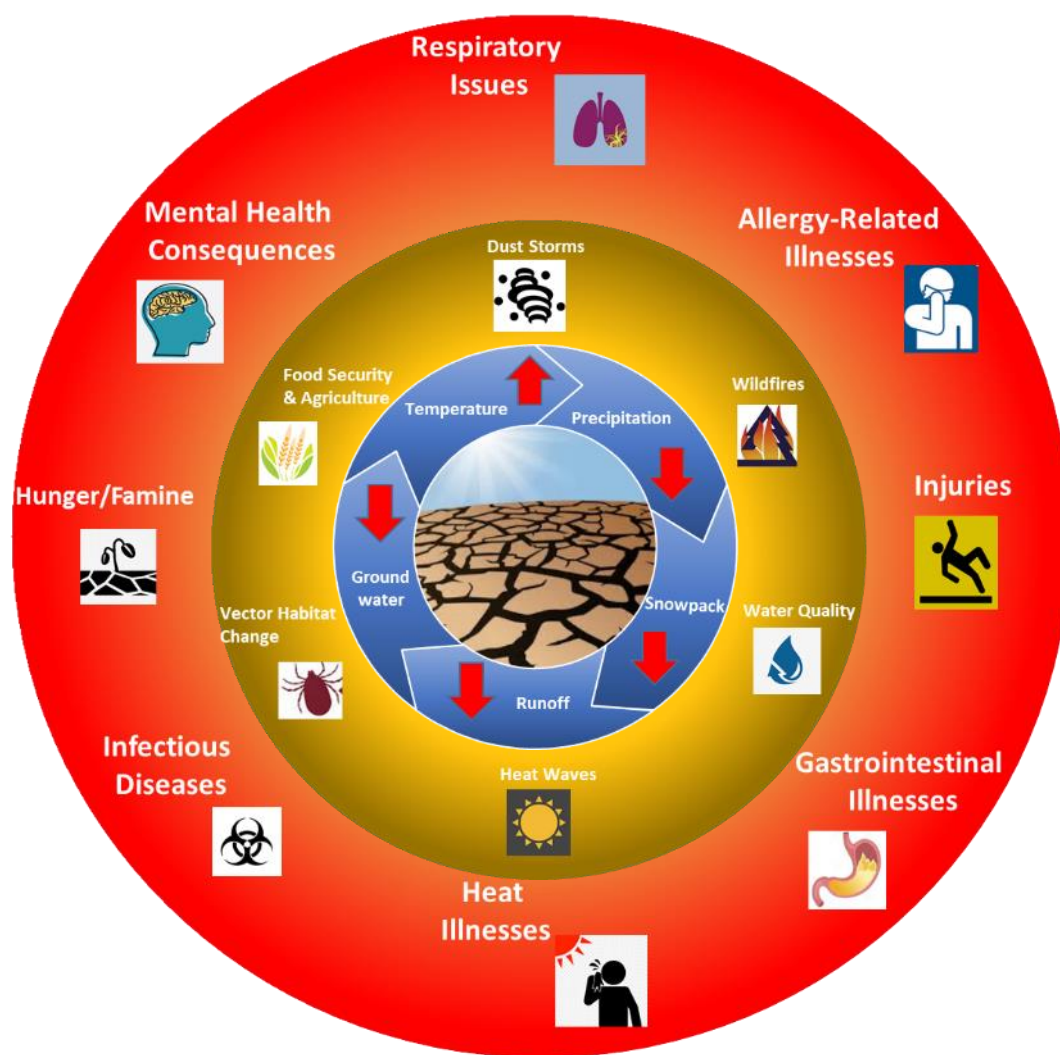 Respiratory
Issues
Mental Health
Consequences
Allergy-Related
Illnesses
Dust Storms
Food Security
& Agriculture
Wildfires
Temperature
Precipitation
Hunger/Famine
Injuries
Ground
water
Snowpack
Vector Habitat
Change
Water Quality
Runoff
Infectious
Diseases
Heat Waves
Gastrointestinal
Illnesses
Heat
Illnesses